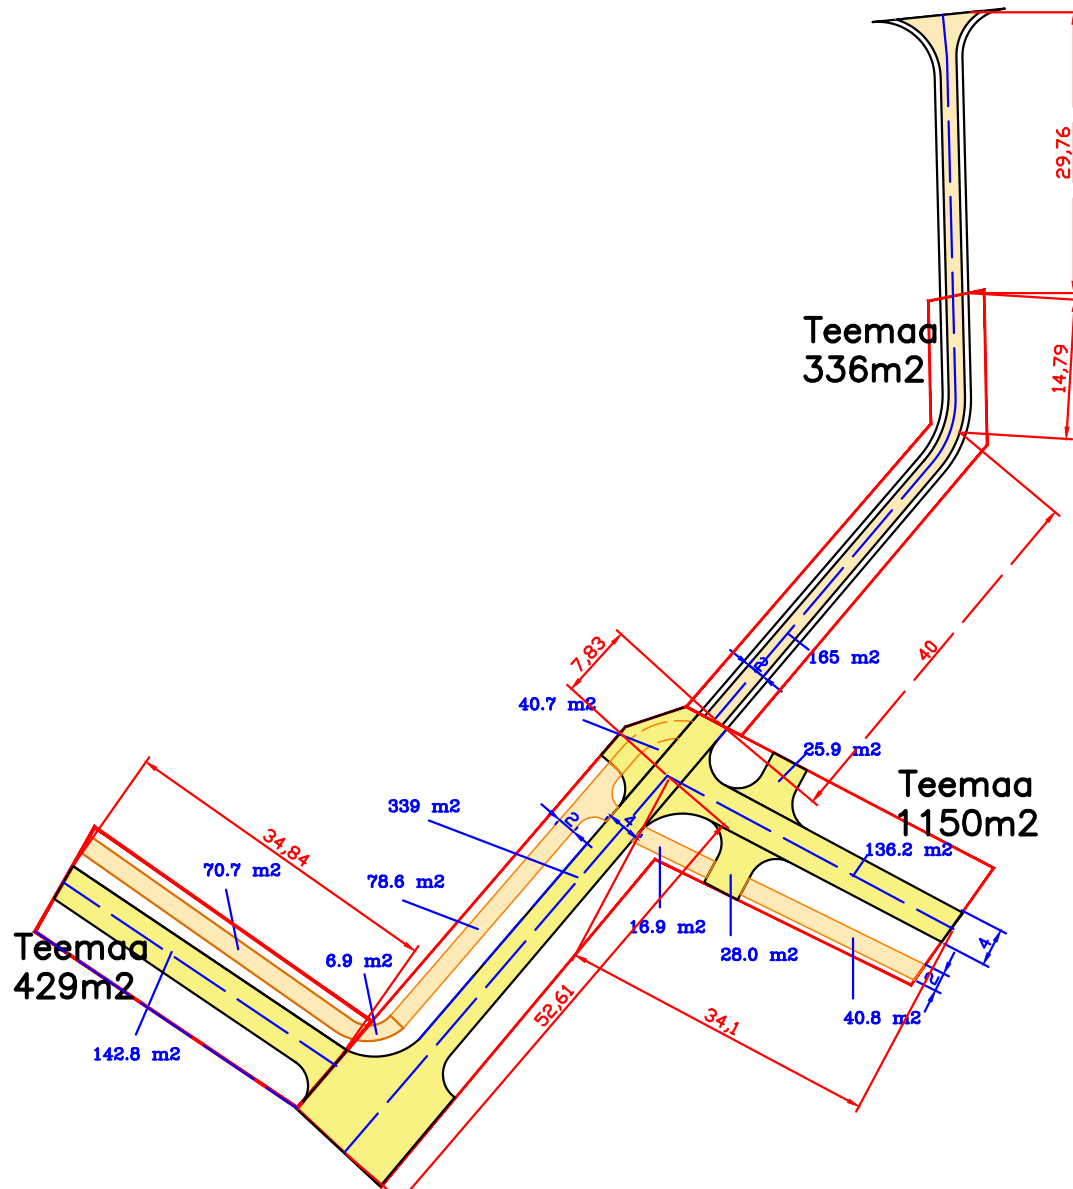 29,76
Teemaa
336m2
14,79
40
7,83
2
165 m2
40.7 m2
25.9 m2
Teemaa
1150m2
339 m2
2
4
136.2 m2
34,84
70.7 m2
78.6 m2
16.9 m2
28.0 m2
4
2
Teemaa
429m2
6.9 m2
52,61
34,1
40.8 m2
142.8 m2